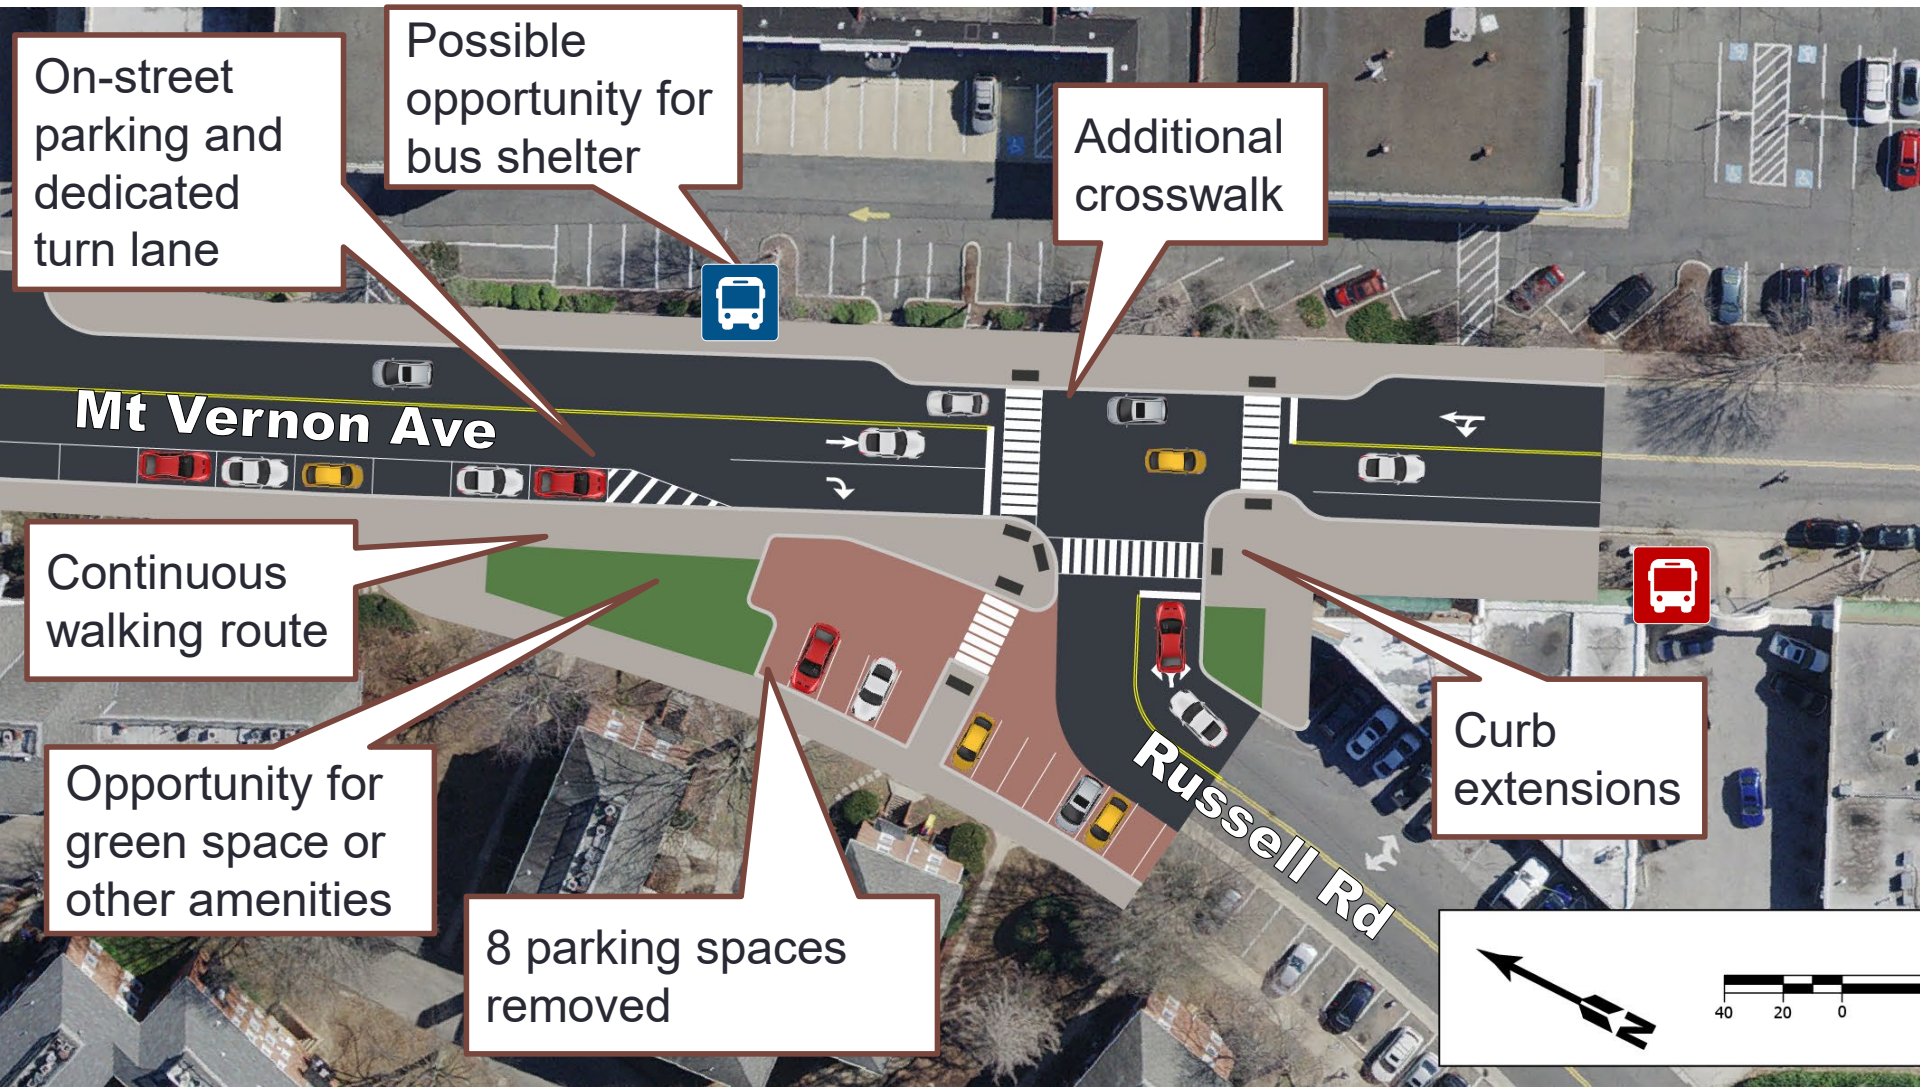 On-street
parking and
dedicated
turn lane
Possible
opportunity for
bus shelter
Additional
crosswalk
Mt Vernon Ave
Continuous
walking route
Opportunity for
green space or
other amenities
8 parking spaces
removed
Curb
extensions
Russell Rd
N
40 20 0